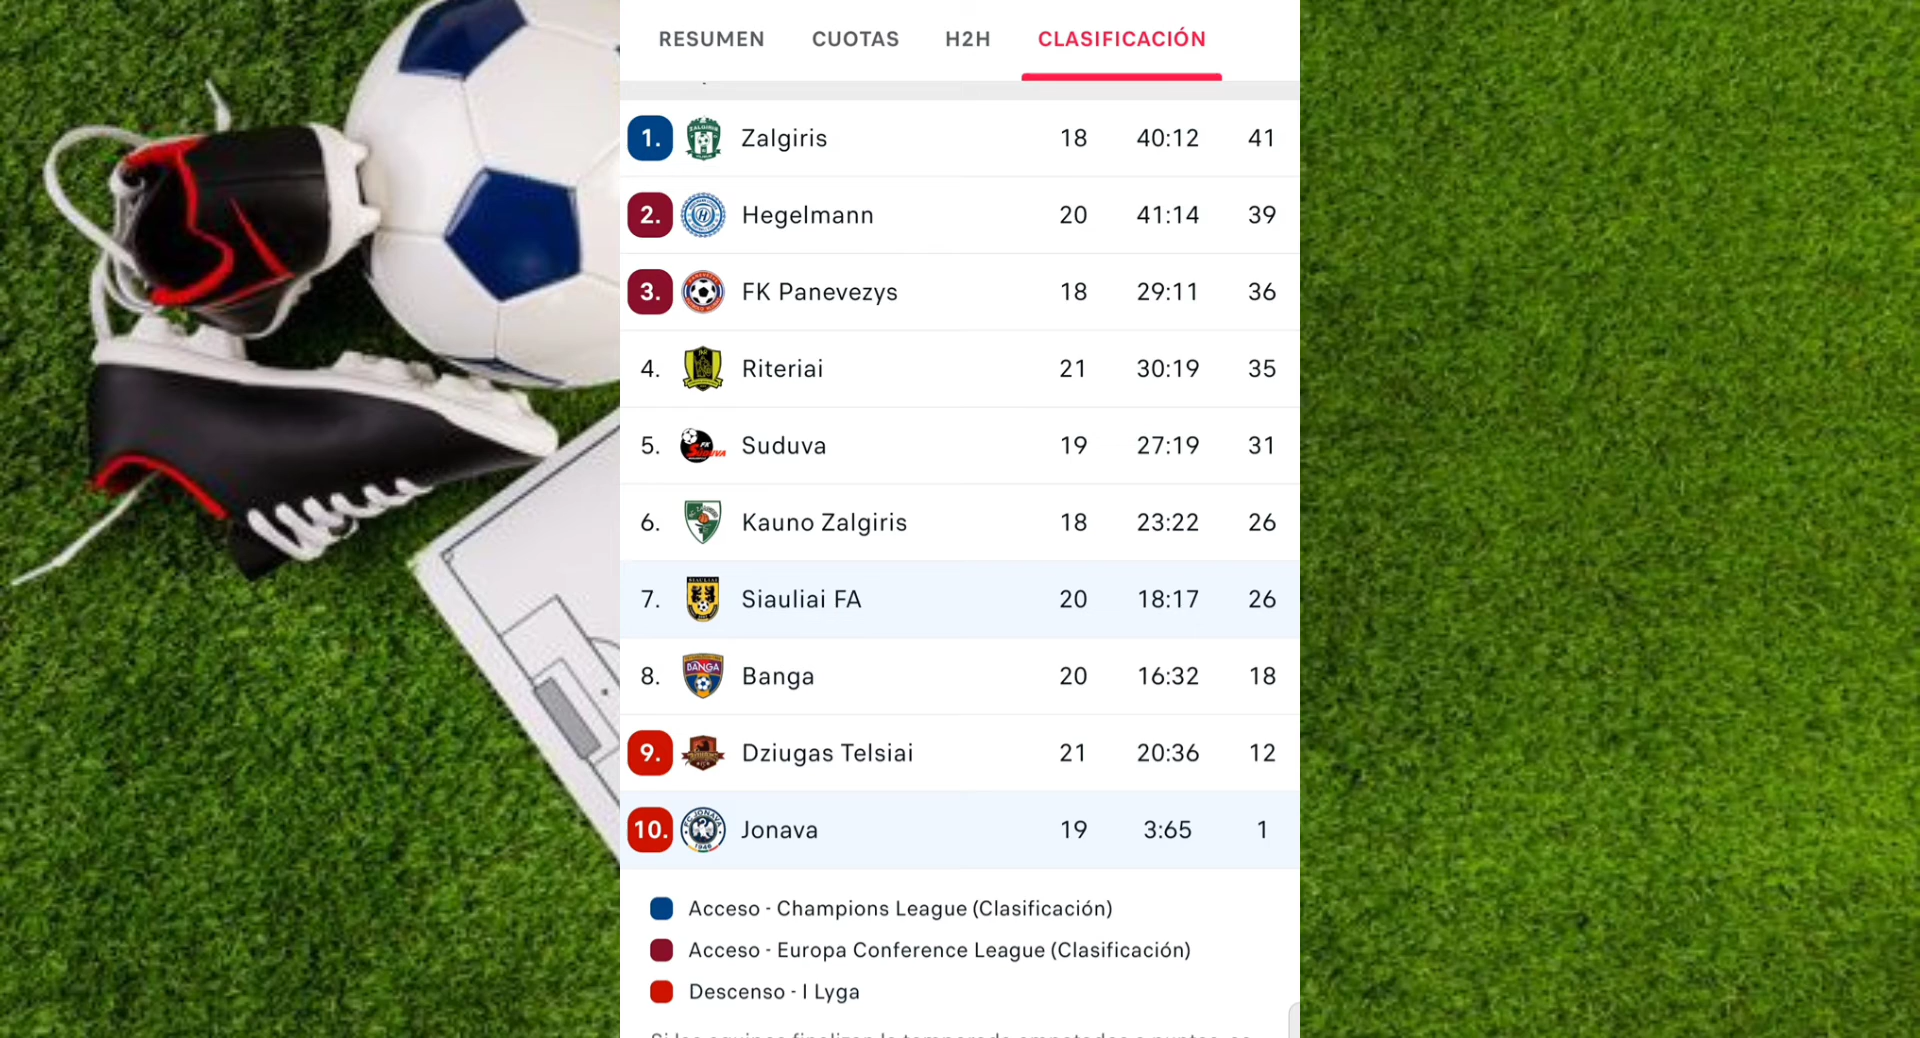 RESUMEN CUOTAS H2H CLASIFICACIÓN
1. Zalgiris 18 40:12 41
2. Hegelmann 20 41:14 39
3. FK Panevezys 18 29:11 36
4. Riteriai 21 30:19 35
5. Suduva 19 27:19 31
6. Kauno Zalgiris 18 23:22 26
7. Siauliai FA 20 18:17 26
8. BANGA Banga 20 16:32 18
9. Dziugas Telsiai 21 20:36 12
10. Jonava 19 3:65 1
Acceso - Champions League (Clasificación)
Acceso - Europa Conference League (Clasificación)
Descenso - I Lyga